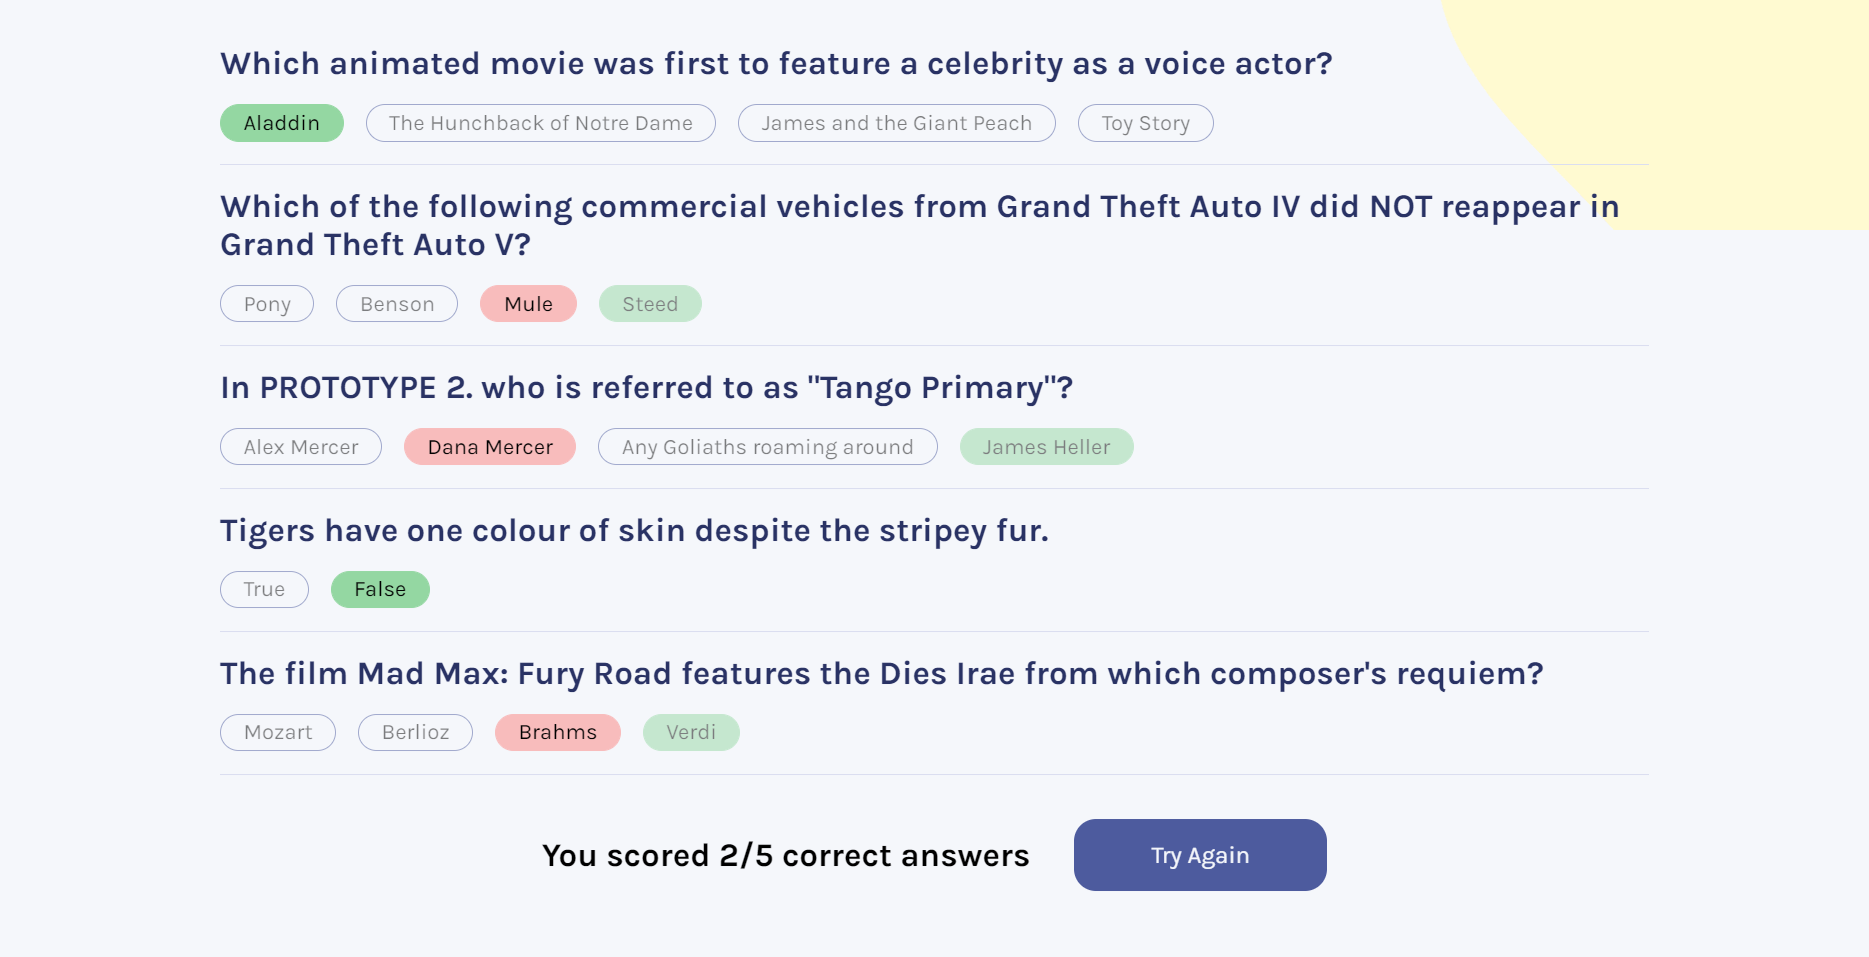 Which animated movie was first to feature a celebrity as a voice actor?
Aladdin The Hunchback of Notre Dame James and the Giant Peach Toy Story
Which of the following commercial vehicles from Grand Theft Auto IV did NOT reappear in
Grand Theft Auto V?
Pony Benson Mule Steed
In PROTOTYPE 2. who is referred to as "Tango Primary"?
Alex Mercer Dana Mercer Any Goliaths roaming around James Heller
Tigers have one colour of skin despite the stripey fur.
True False
The film Mad Max: Fury Road features the Dies Irae from which composer's requiem?
Mozart Berlioz Brahms Verdi
You scored 2/5 correct answers Try Again